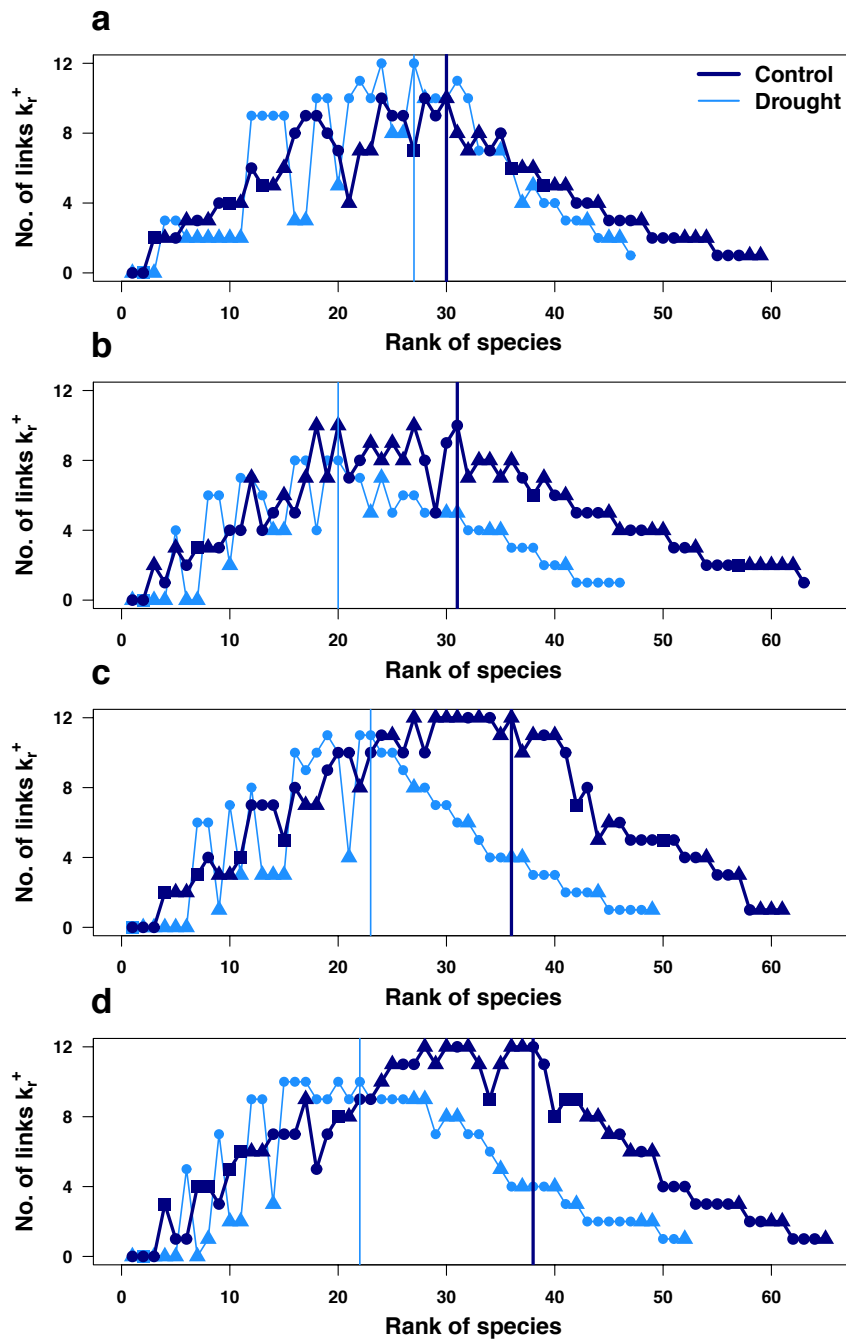 a
12
8
4
0
No. of links k_r^+
Control
Drought
0 10 20 30 40 50 60
Rank of species
b
12
8
4
0
No. of links k_r^+
0 10 20 30 40 50 60
Rank of species
c
12
8
4
0
No. of links k_r^+
0 10 20 30 40 50 60
Rank of species
d
12
8
4
0
No. of links k_r^+
0 10 20 30 40 50 60
Rank of species